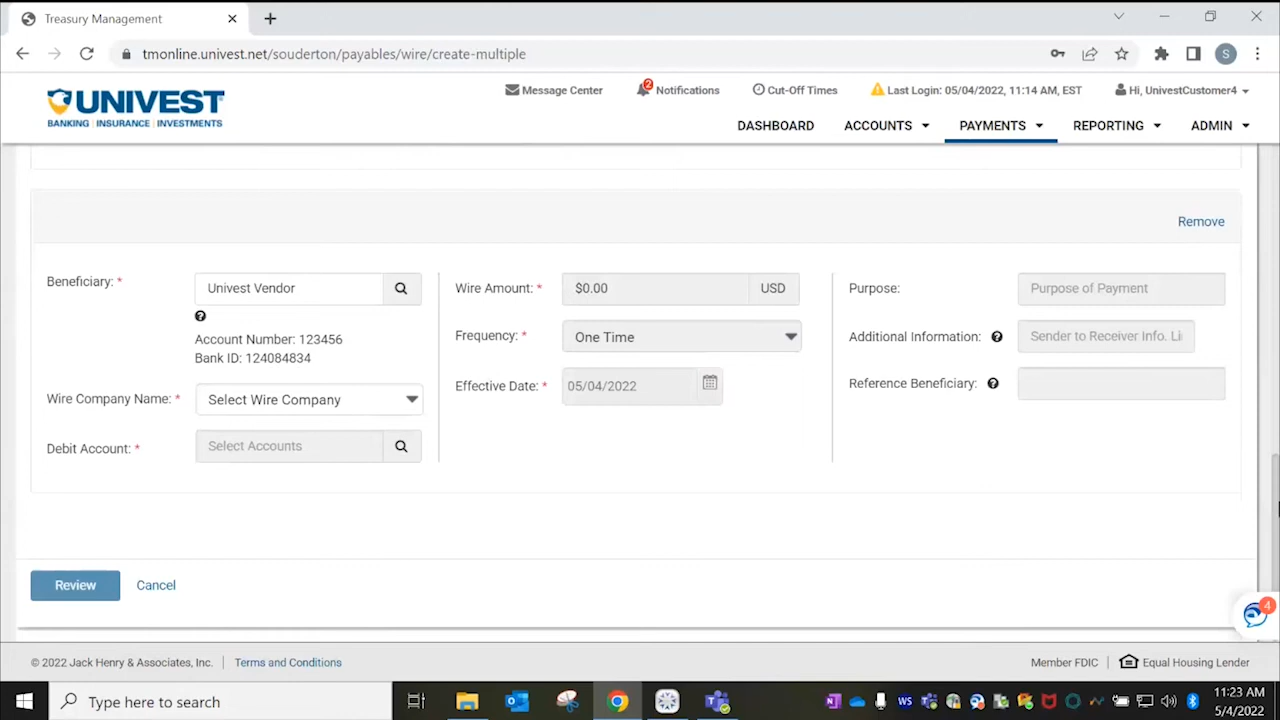 Treasury Management
tmonline.univest.net/souderton/payables/wire/create-multiple
S
UNIVEST
BANKING | INSURANCE | INVESTMENTS
Message Center
2
Notifications
Cut-Off Times
Last Login: 05/04/2022, 11:14 AM, EST
Hi, UnivestCustomer4
DASHBOARD
ACCOUNTS
PAYMENTS
REPORTING
ADMIN
Remove
Beneficiary: *
Univest Vendor
Account Number: 123456
Bank ID: 124084834
Wire Company Name: *
Select Wire Company
Debit Account: *
Select Accounts
Wire Amount: *
$0.00
USD
Frequency: *
One Time
Effective Date: *
05/04/2022
Purpose:
Purpose of Payment
Additional Information:
Sender to Receiver Info. Li
Reference Beneficiary:
Review
Cancel
4
© 2022 Jack Henry & Associates, Inc.
Terms and Conditions
Member FDIC
Equal Housing Lender
Type here to search
11:23 AM
5/4/2022